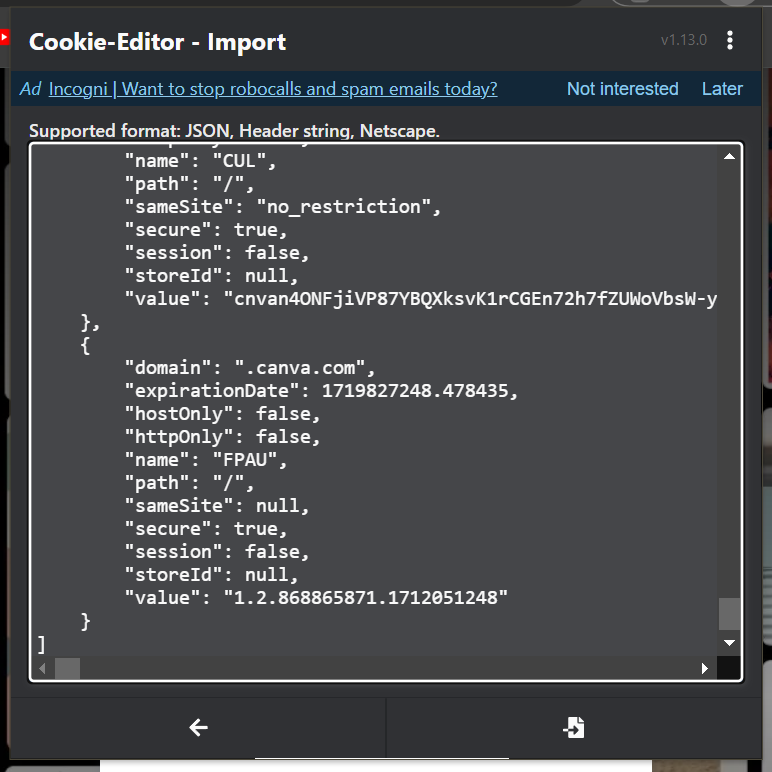 Cookie-Editor - Import
v1.13.0
Ad Incogni | Want to stop robocalls and spam emails today? Not interested Later
Supported format: JSON, Header string, Netscape.
"name": "CUL",
"path": "/",
"sameSite": "no_restriction",
"secure": true,
"session": false,
"storeId": null,
"value": "cnvan4ONFjiVP87YBQXksvK1rCGEn72h7fZUWoVbsW-y
},
{
"domain": ".canva.com",
"expirationDate": 1719827248.478435,
"hostOnly": false,
"httpOnly": false,
"name": "FPAU",
"path": "/",
"sameSite": null,
"secure": true,
"session": false,
"storeId": null,
"value": "1.2.868865871.1712051248"
}
]